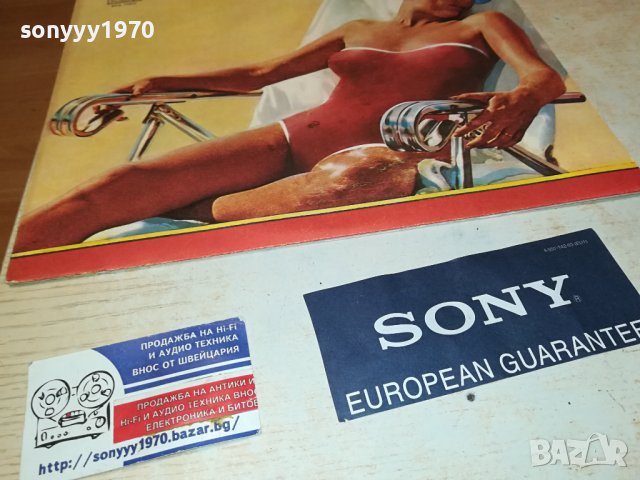 sonyyy1970
SONY
EUROPEAN GUARANTEE
ПРОДАЖБА НА Hi-Fi
И АУДИО ТЕХНИКА
ВНОС ОТ ШВЕЙЦАРИЯ
ПРОДАЖБА НА АНТИКИ И
Hi-Fi И АУДИО ТЕХНИКА ВНОС
ЕЛЕКТРОНИКА И БИТОВ
http://sonyyy1970.bazar.bg/
bazar